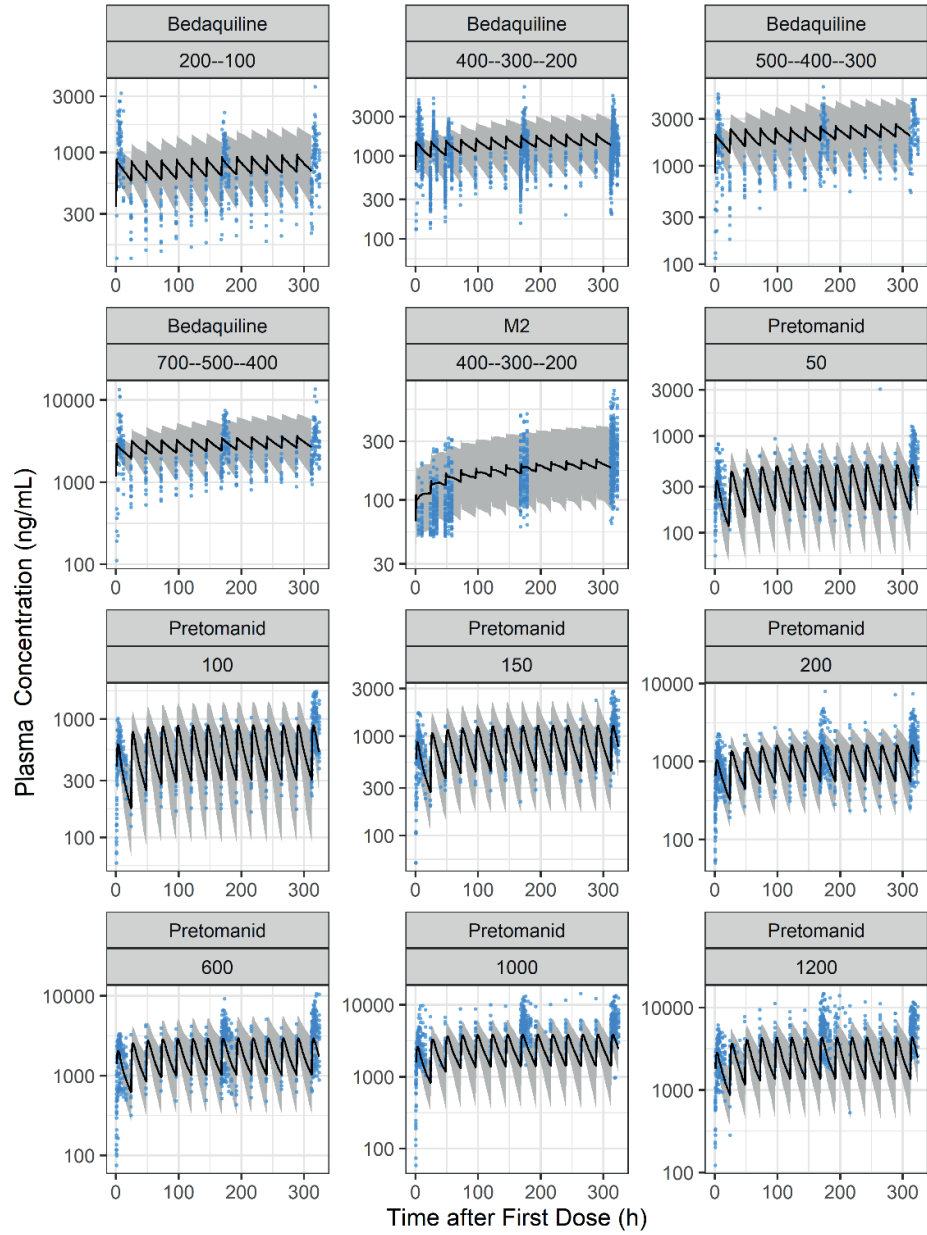 Bedaquiline Bedaquiline Bedaquiline
200--100 400--300--200 500--400--300
3000 3000 3000
1000 1000 1000
300 300 300
100 100
0 100 200 300 0 100 200 300 0 100 200 300
Bedaquiline M2 Pretomanid
700--500--400 400--300--200 50
10000 300 3000
1000 100 1000
100 30 300
100
0 100 200 300 0 100 200 300 0 100 200 300
Plasma Concentration (ng/mL)
Pretomanid Pretomanid Pretomanid
100 150 200
1000 3000 10000
300 1000 1000
100 300 100
100
0 100 200 300 0 100 200 300 0 100 200 300
Pretomanid Pretomanid Pretomanid
600 1000 1200
10000 10000 10000
1000 1000 1000
100 100 100
0 100 200 300 0 100 200 300 0 100 200 300
Time after First Dose (h)